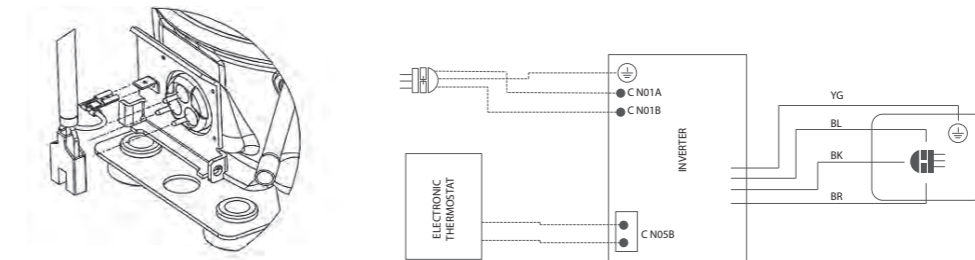 C N01A
C N01B
INVERTER
ELECTRONIC
THERMOSTAT
C N05B
YG
BL
BK
BR